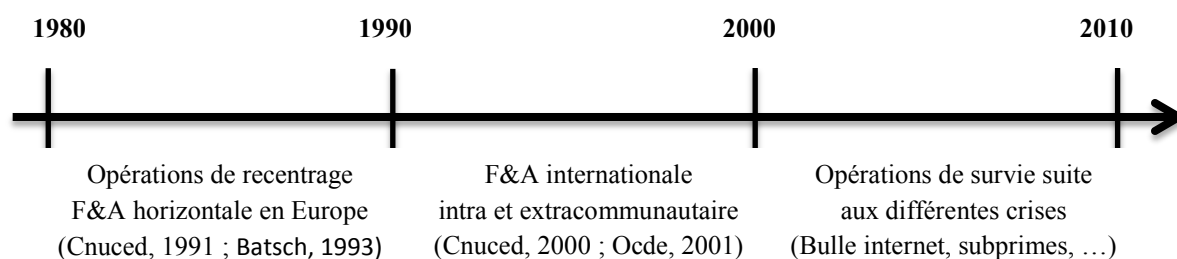 1980 1990 2000 2010
Opérations de recentrage
F&A horizontale en Europe
(Cnuced, 1991 ; Batsch, 1993)
F&A internationale
intra et extracommunautaire
(Cnuced, 2000 ; Ocde, 2001)
Opérations de survie suite
aux différentes crises
(Bulle internet, subprimes, …)